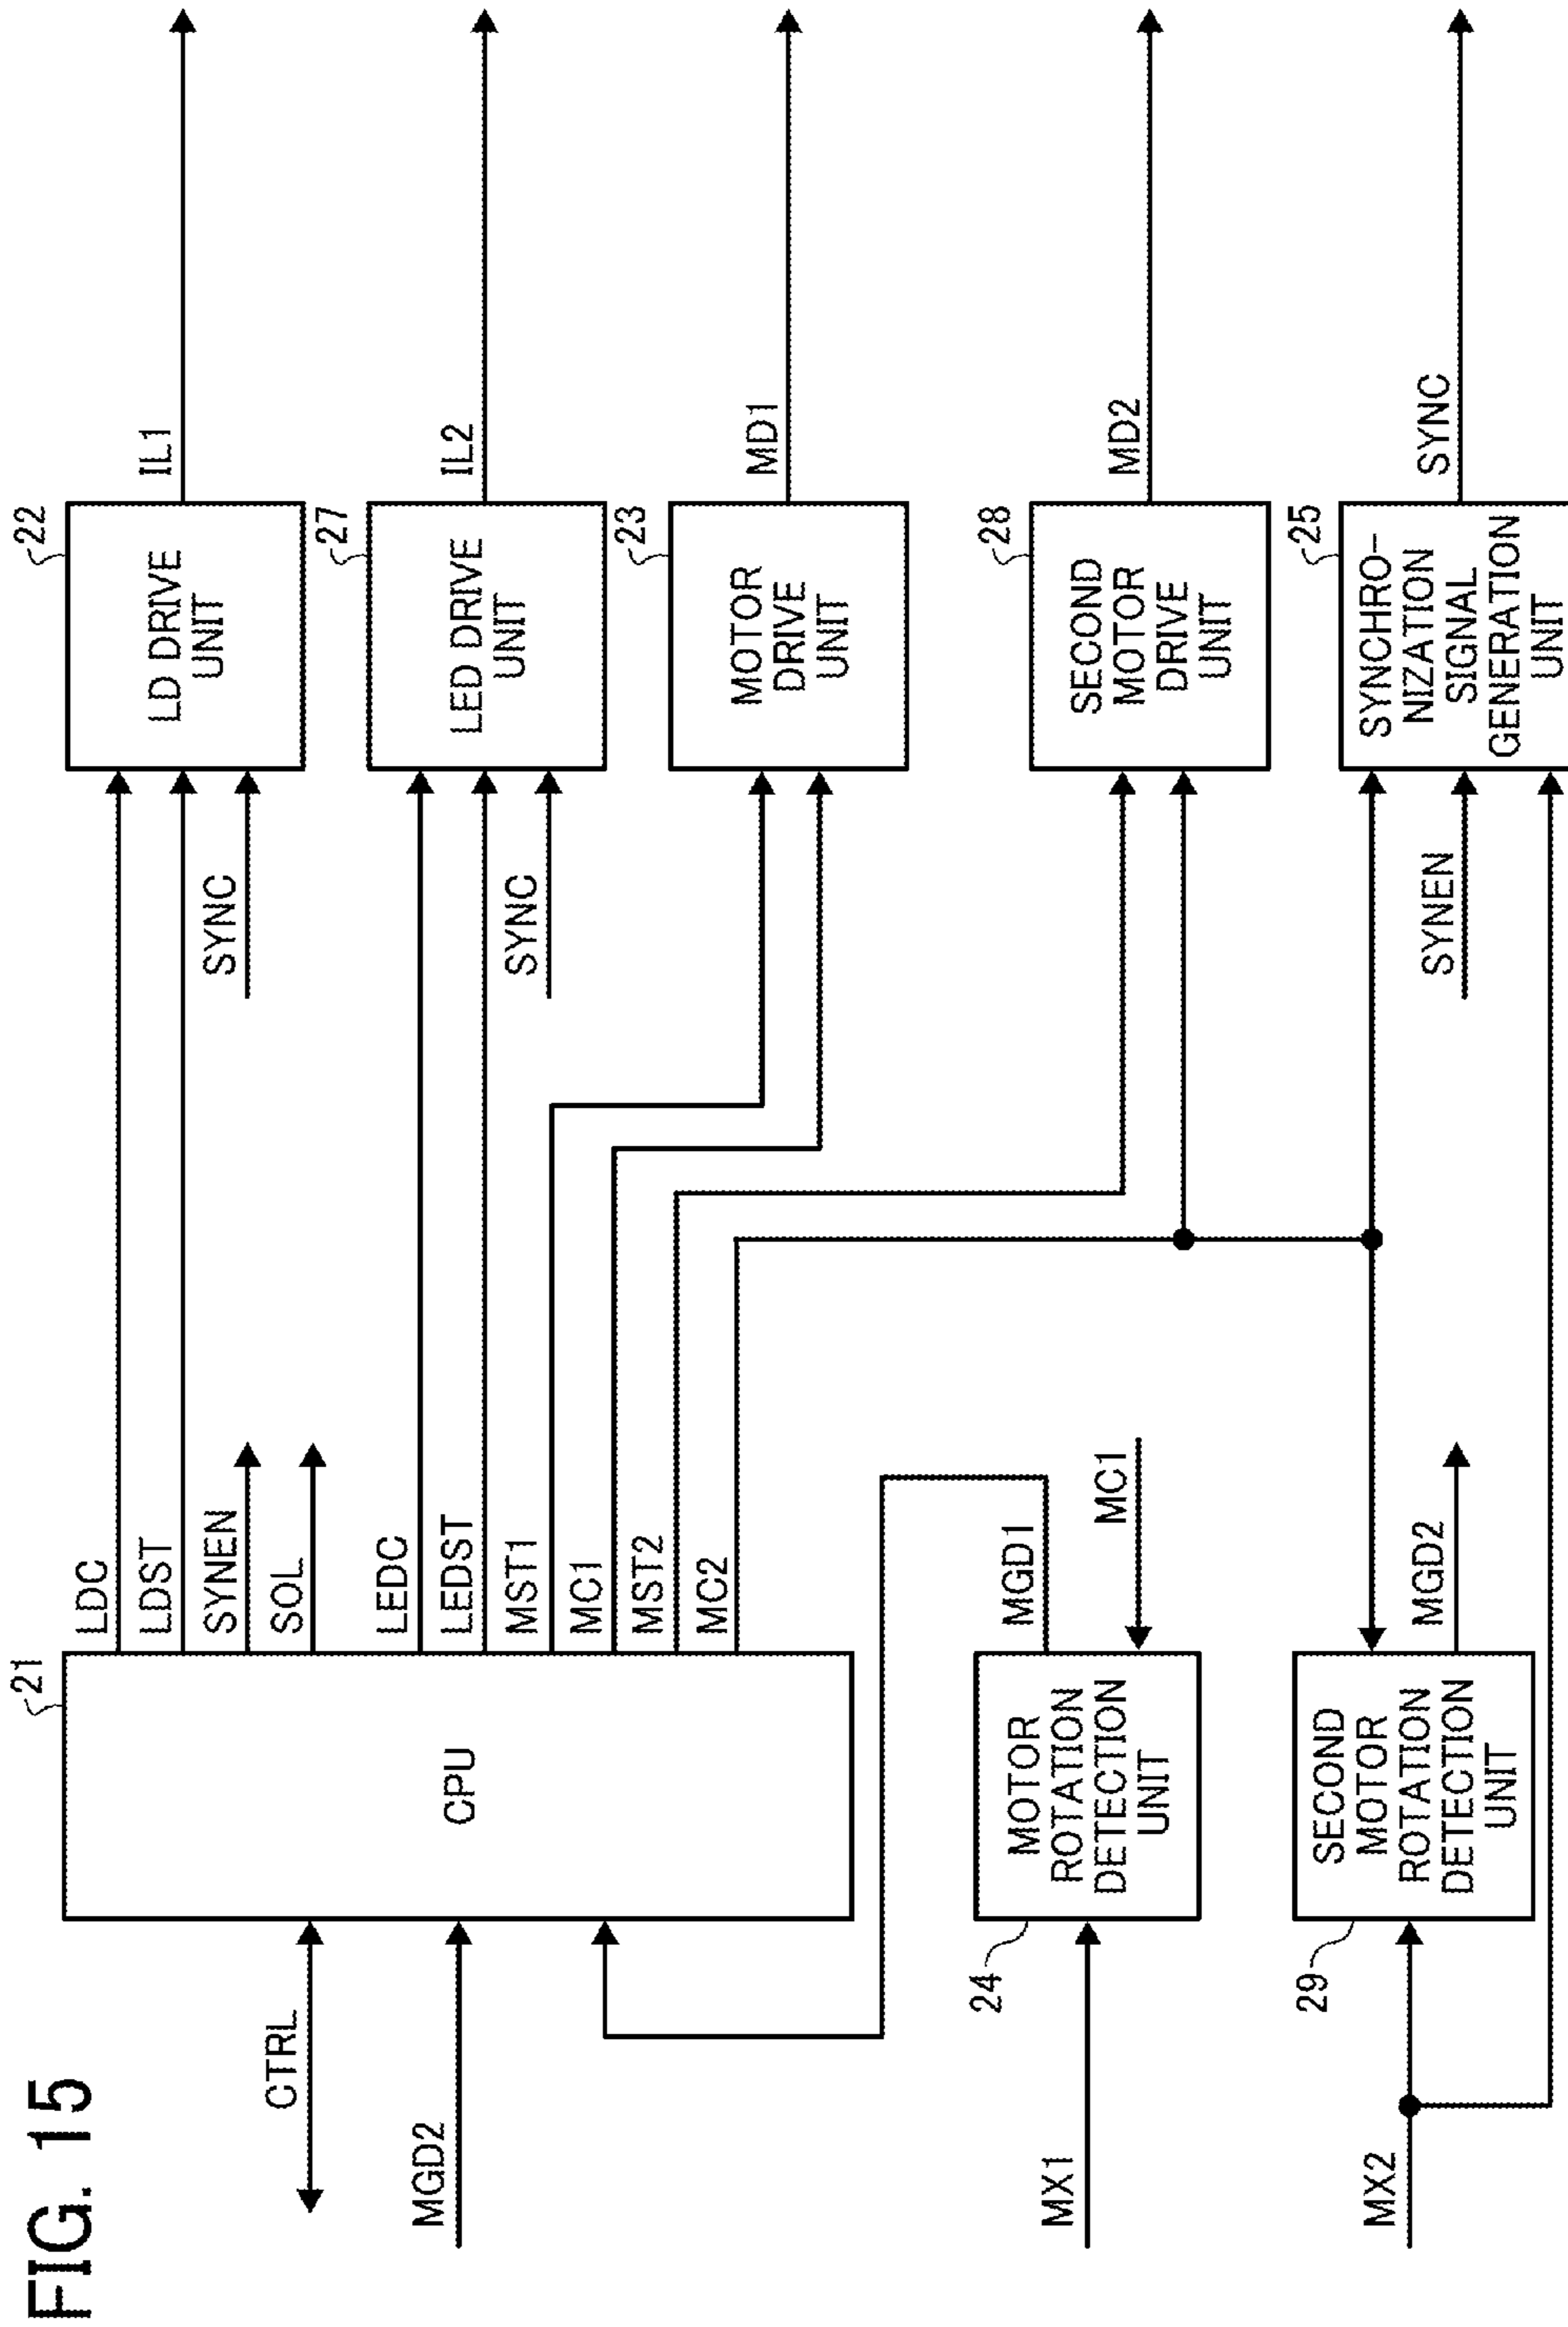 FIG. 15
CTRL
MGD2
21
CPU
LDC
LDST
SYNEN
SOL
LEDC
LEDST
MST1
MC1
MST2
MC2
SYNC
22
LD DRIVE
UNIT
IL1
SYNC
27
LED DRIVE
UNIT
IL2
23
MOTOR
DRIVE
UNIT
MD1
MX1
24
MOTOR
ROTATION
DETECTION
UNIT
MGD1
MC1
28
SECOND
MOTOR
DRIVE
UNIT
MD2
MX2
29
SECOND
MOTOR
ROTATION
DETECTION
UNIT
MGD2
SYNEN
25
SYNCHRO-
NIZATION
SIGNAL
GENERATION
UNIT
SYNC